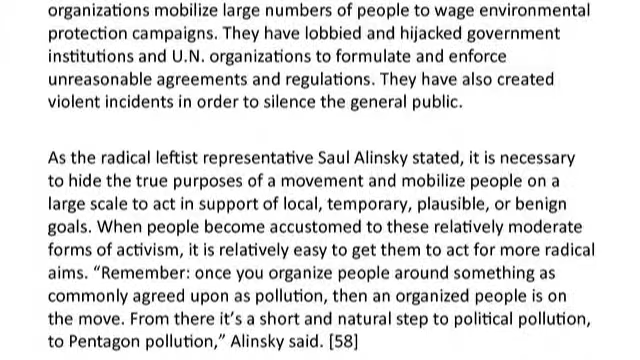 organizations mobilize large numbers of people to wage environmental
protection campaigns. They have lobbied and hijacked government
institutions and U.N. organizations to formulate and enforce
unreasonable agreements and regulations. They have also created
violent incidents in order to silence the general public.
As the radical leftist representative Saul Alinsky stated, it is necessary
to hide the true purposes of a movement and mobilize people on a
large scale to act in support of local, temporary, plausible, or benign
goals. When people become accustomed to these relatively moderate
forms of activism, it is relatively easy to get them to act for more radical
aims. “Remember: once you organize people around something as
commonly agreed upon as pollution, then an organized people is on
the move. From there it’s a short and natural step to political pollution,
to Pentagon pollution,” Alinsky said. [58]